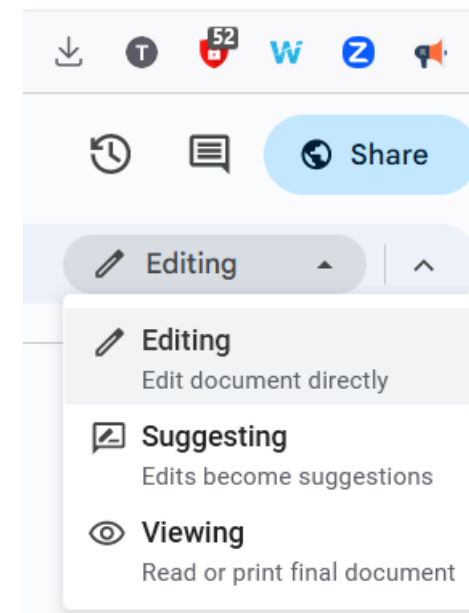 T 52 W Z
Share
Editing
Editing
Edit document directly
Suggesting
Edits become suggestions
Viewing
Read or print final document